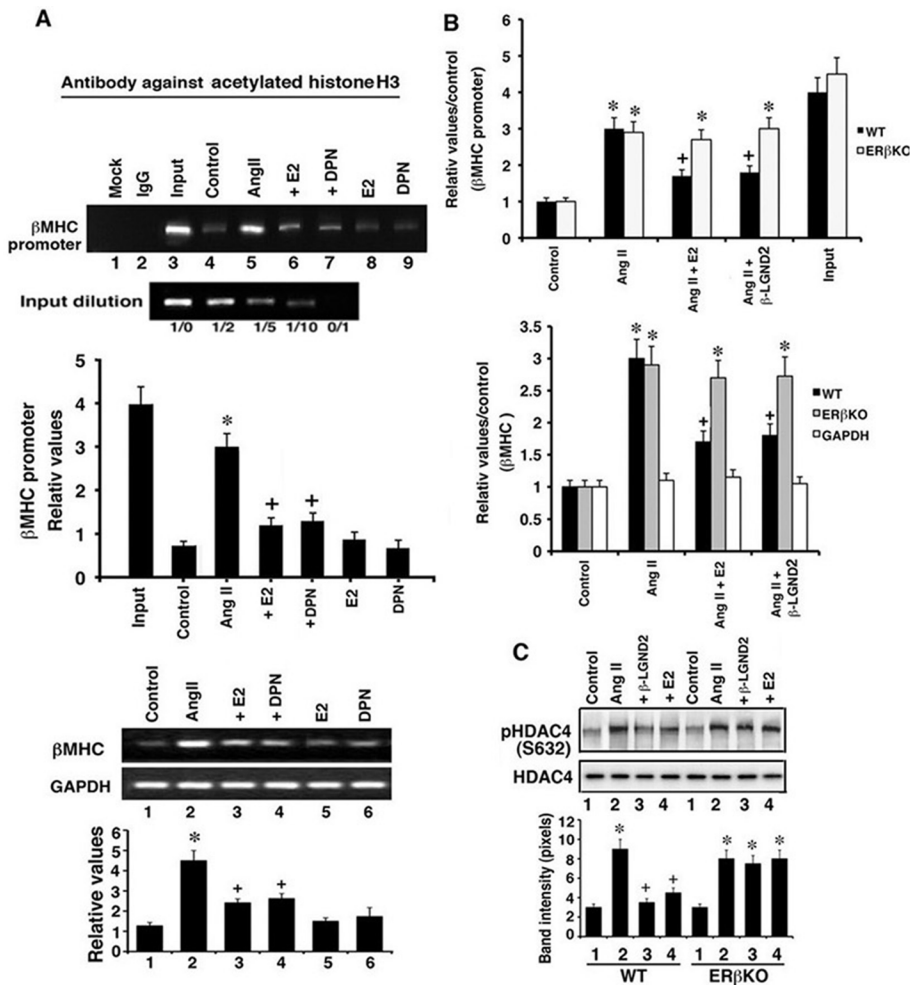 A
Antibody against acetylated histoneH3
Mock
IgG
Input
Control
AngII
+ E2
+ DPN
E2
DPN
βMHC
promoter
1 2 3 4 5 6 7 8 9
Input dilution
1/0 1/2 1/5 1/10 0/1
βMHC promoter
Relativ values
5
4
3
2
1
0
*
+
+
Input
Control
Ang II
+ E2
+ DPN
E2
DPN
Control
AngII
+ E2
+ DPN
E2
DPN
βMHC
GAPDH
1 2 3 4 5 6
Relative values
6
5
4
3
2
1
0
*
+
+
1 2 3 4 5 6
B
Relativ values/control
(βMHC promoter)
6
5
4
3
2
1
0
* *
+ *
+ *
WT
ERβKO
Control
Ang II
Ang II + E2
Ang II +
β-LGND2
Input
Relativ values/control
(βMHC )
3.5
3
2.5
2
1.5
1
0.5
0
* *
+ *
+ *
WT
ERβKO
GAPDH
Control
Ang II
Ang II + E2
Ang II +
β-LGND2
C
Control
Ang II
+ β-LGND2
+ E2
Control
Ang II
+ β-LGND2
+ E2
pHDAC4
(S632)
HDAC4
1 2 3 4 1 2 3 4
Band intensity (pixels)
12
10
8
6
4
2
0
*
+
+
* * *
1 2 3 4 1 2 3 4
WT ERβKO